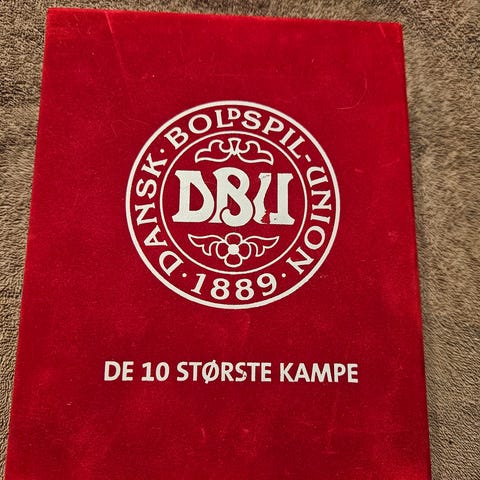 DANSK · BOLDSPIL-UNION · 1889 ·
DBU
DE 10 STØRSTE KAMPE